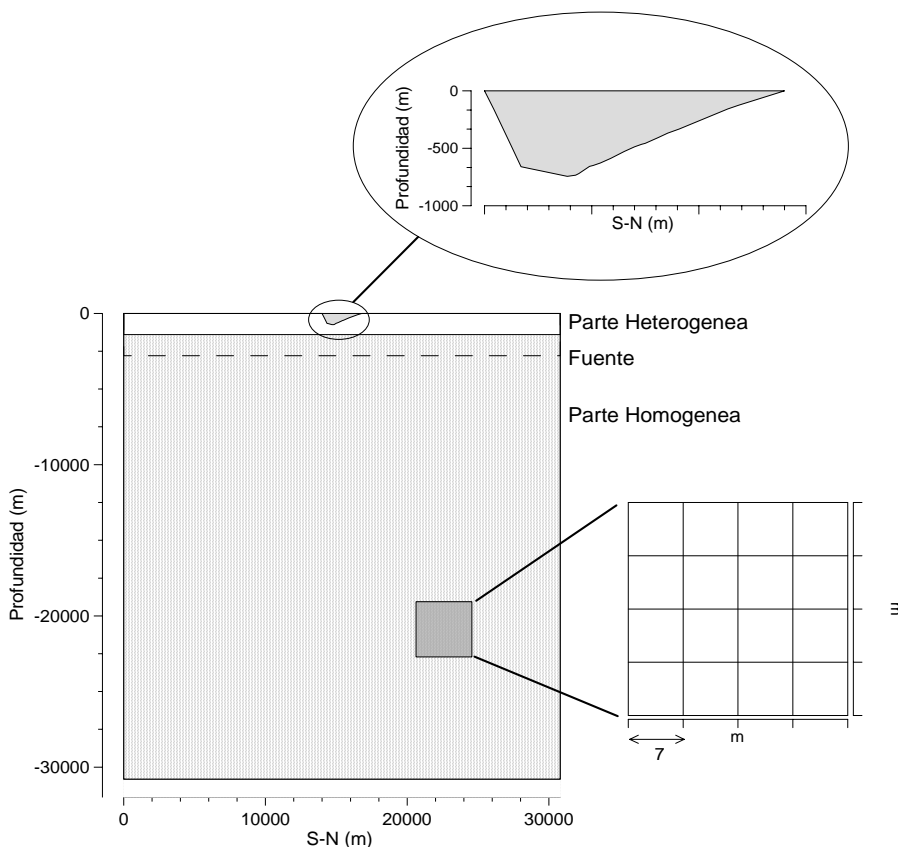 0
-500
-1000
Profundidad (m)
S-N (m)
0
-10000
-20000
-30000
Profundidad (m)
0
10000
20000
30000
S-N (m)
Parte Heterogenea
Fuente
Parte Homogenea
m
m
7